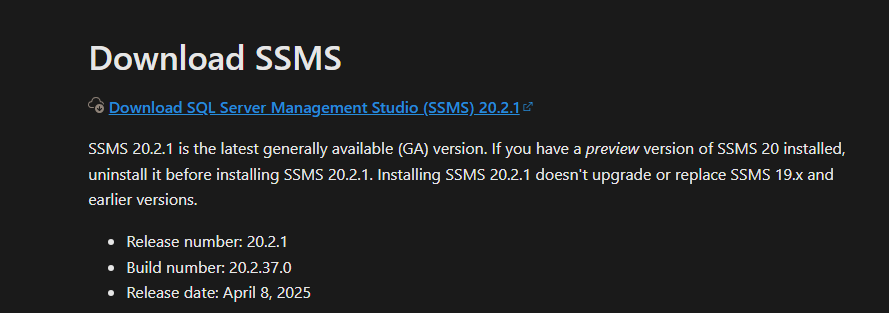 Download SSMS
Download SQL Server Management Studio (SSMS) 20.2.1
SSMS 20.2.1 is the latest generally available (GA) version. If you have a preview version of SSMS 20 installed,
uninstall it before installing SSMS 20.2.1. Installing SSMS 20.2.1 doesn't upgrade or replace SSMS 19.x and
earlier versions.
• Release number: 20.2.1
• Build number: 20.2.37.0
• Release date: April 8, 2025